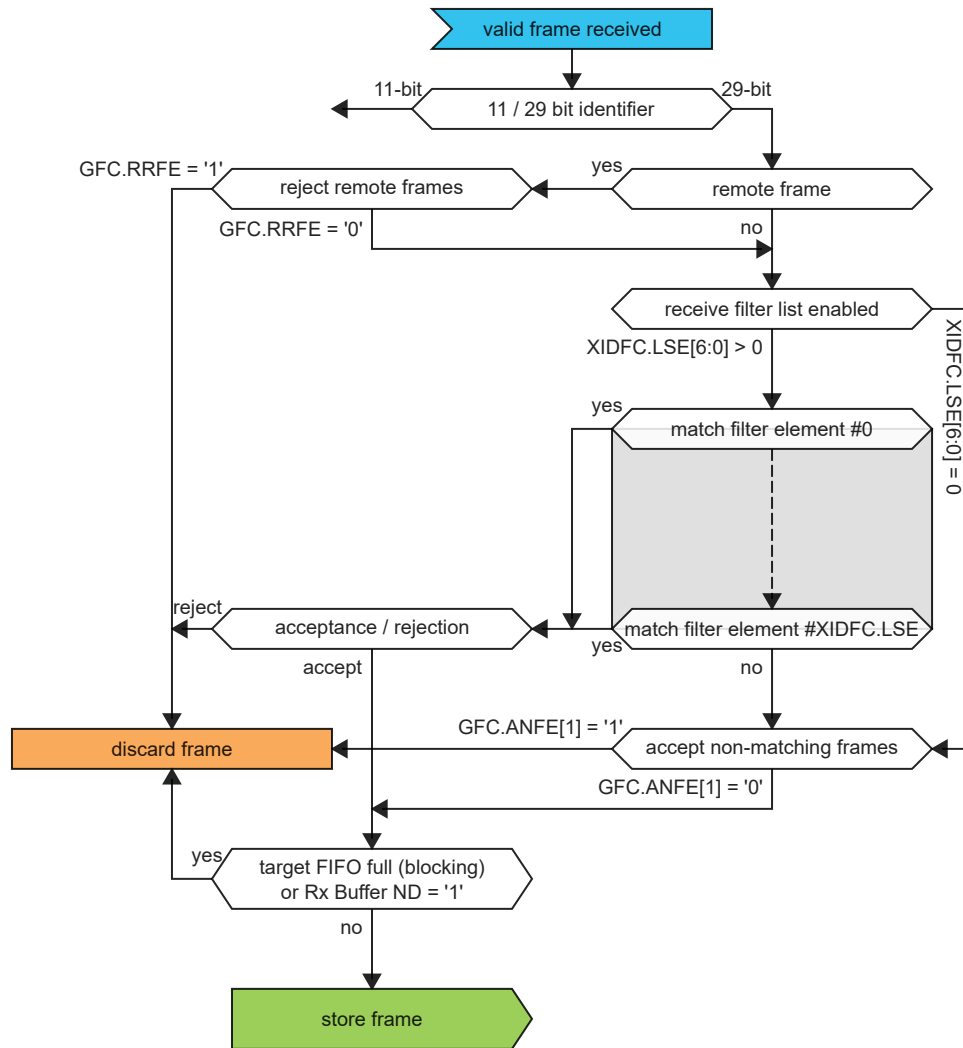 valid frame received
11-bit
29-bit
11 / 29 bit identifier
GFC.RRFE = '1'
yes
reject remote frames
remote frame
GFC.RRFE = '0'
no
receive filter list enabled
XIDFC.LSE[6:0] > 0
XIDFC.LSE[6:0] = 0
yes
match filter element #0
reject
acceptance / rejection
match filter element #XIDFC.LSE
yes
accept
no
GFC.ANFE[1] = '1'
discard frame
accept non-matching frames
GFC.ANFE[1] = '0'
yes
target FIFO full (blocking)
or Rx Buffer ND = '1'
no
store frame